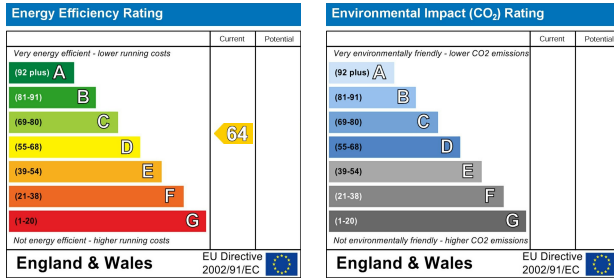 Energy Efficiency Rating
Current Potential
Very energy efficient - lower running costs
(92 plus) A
(81-91) B
(69-80) C
(55-68) D
64
(39-54) E
(21-38) F
(1-20) G
Not energy efficient - higher running costs
England & Wales
EU Directive
2002/91/EC
Environmental Impact (CO₂) Rating
Current Potential
Very environmentally friendly - lower CO2 emissions
(92 plus) A
(81-91) B
(69-80) C
(55-68) D
(39-54) E
(21-38) F
(1-20) G
Not environmentally friendly - higher CO2 emissions
England & Wales
EU Directive
2002/91/EC